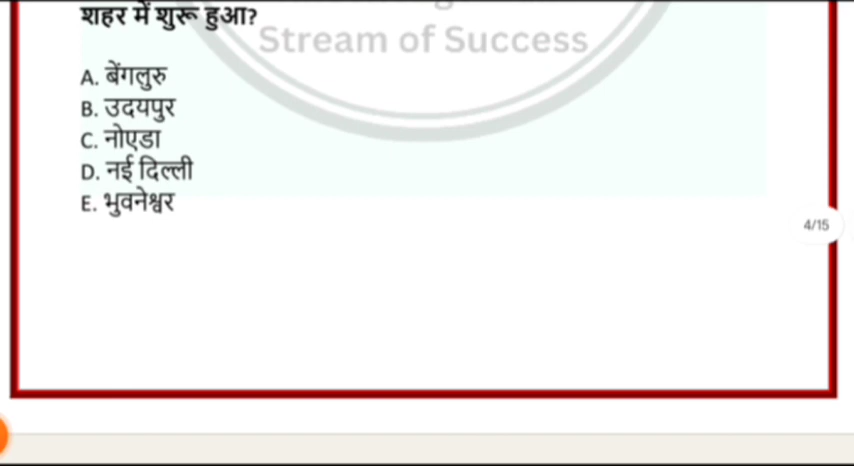 शहर में शुरू हुआ?
Stream of Success
A. बेंगलुरु
B. उदयपुर
C. नोएडा
D. नई दिल्ली
E. भुवनेश्वर
4/15